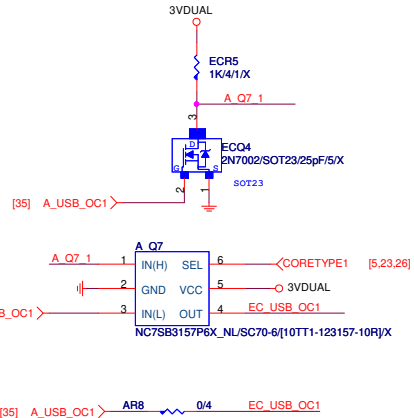 3VDUAL
ECR5
1K/4/1/X
A_Q7_1
3
D
ECQ4
2N7002/SOT23/25pF/5/X
G
S
SOT23
2
1
[35] A_USB_OC1
A_Q7
A_Q7_1 1 IN(H) SEL 6 CORETYPE1 [5,23,26]
2 GND VCC 5 3VDUAL
B_OC1 3 IN(L) OUT 4 EC_USB_OC1
NC7SB3157P6X_NL/SC70-6/[10TT1-123157-10R]/X
[35] A_USB_OC1 AR8 0/4 EC_USB_OC1